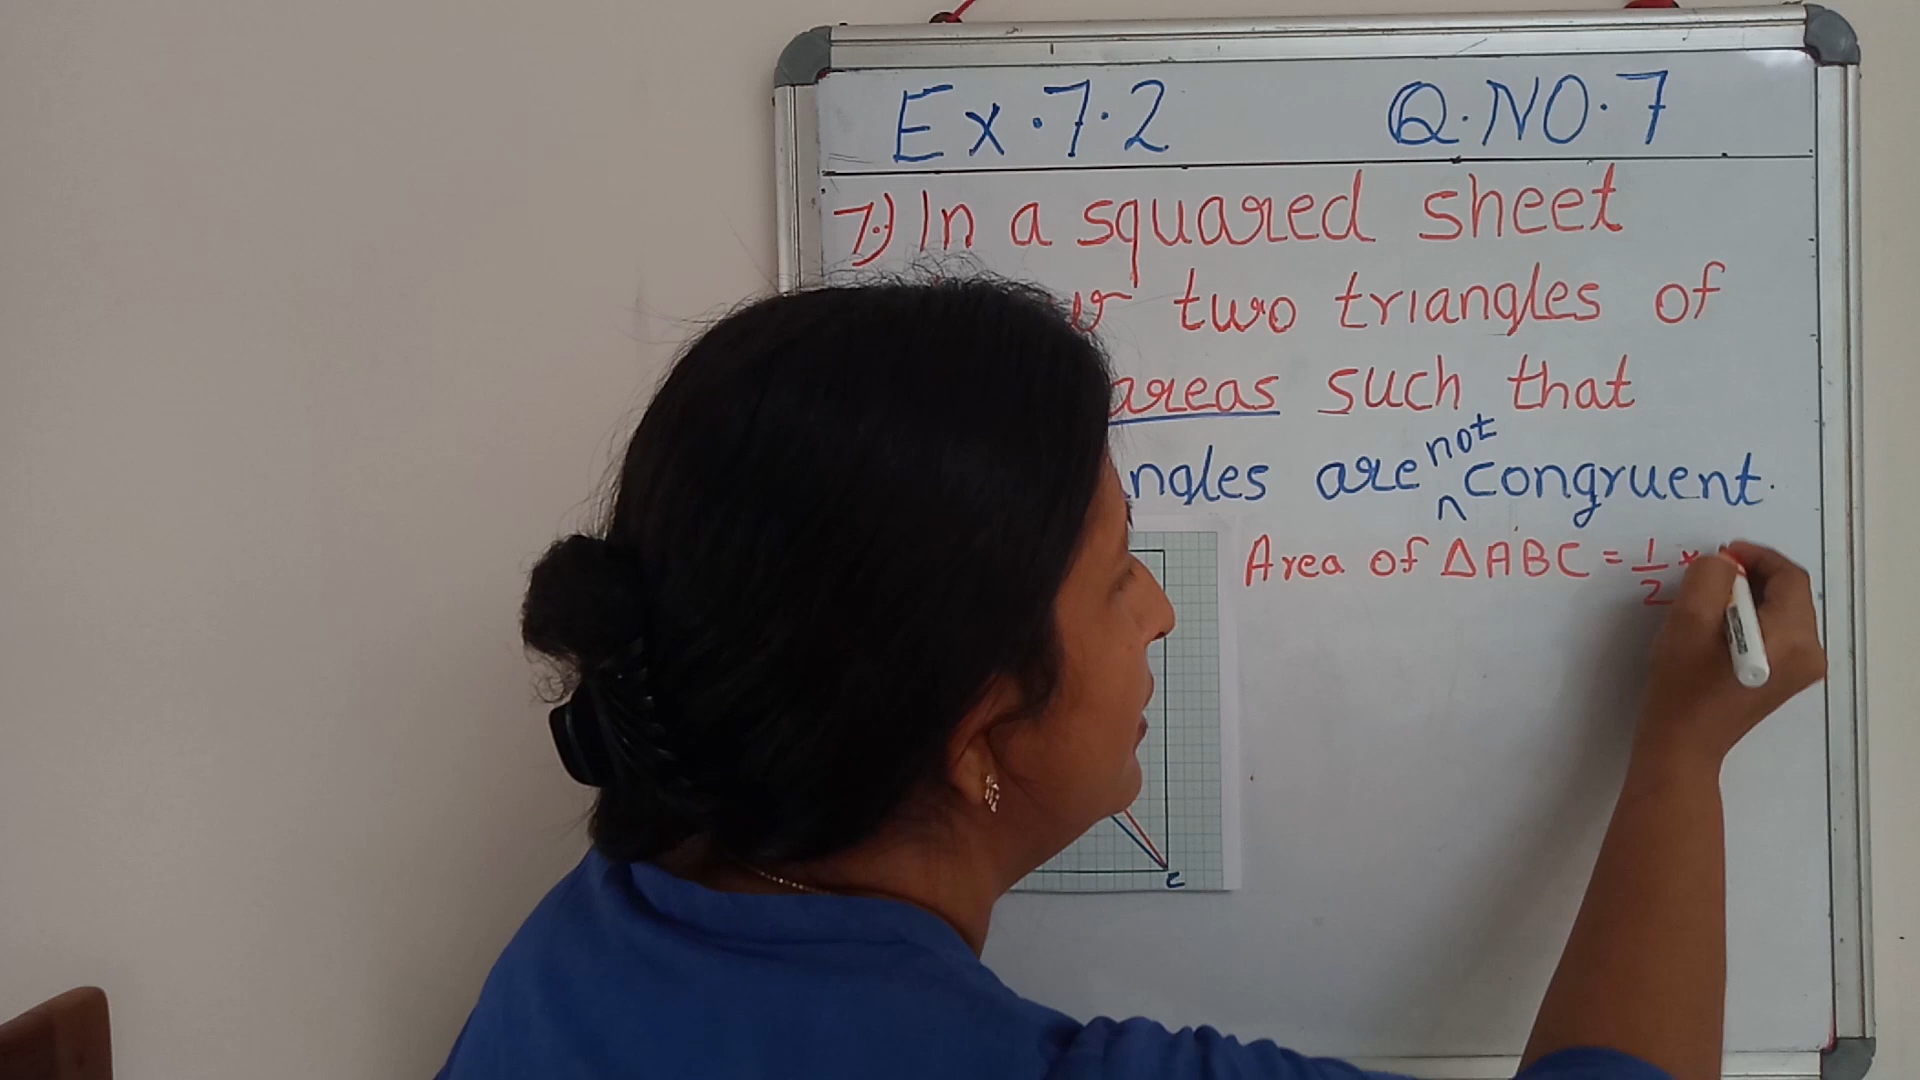 Ex.7.2 Q.NO.7
7.) In a squared sheet
two triangles of
areas such that
are not congruent.
Area of ΔABC = 1/2 ×
C